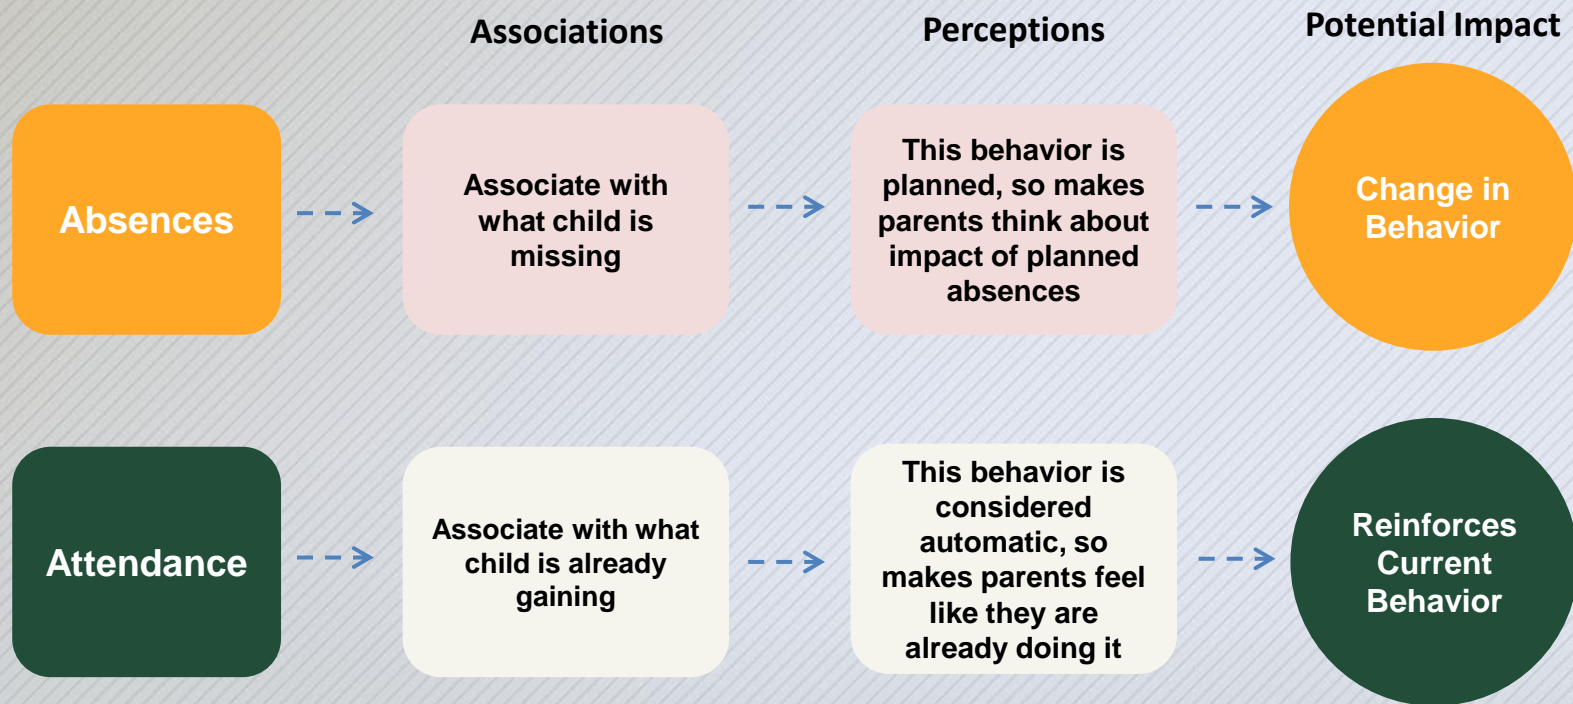 Associations
Perceptions
Potential Impact
Absences
Associate with
what child is
missing
This behavior is
planned, so makes
parents think about
impact of planned
absences
Change in
Behavior
Attendance
Associate with what
child is already
gaining
This behavior is
considered
automatic, so
makes parents feel
like they are
already doing it
Reinforces
Current
Behavior